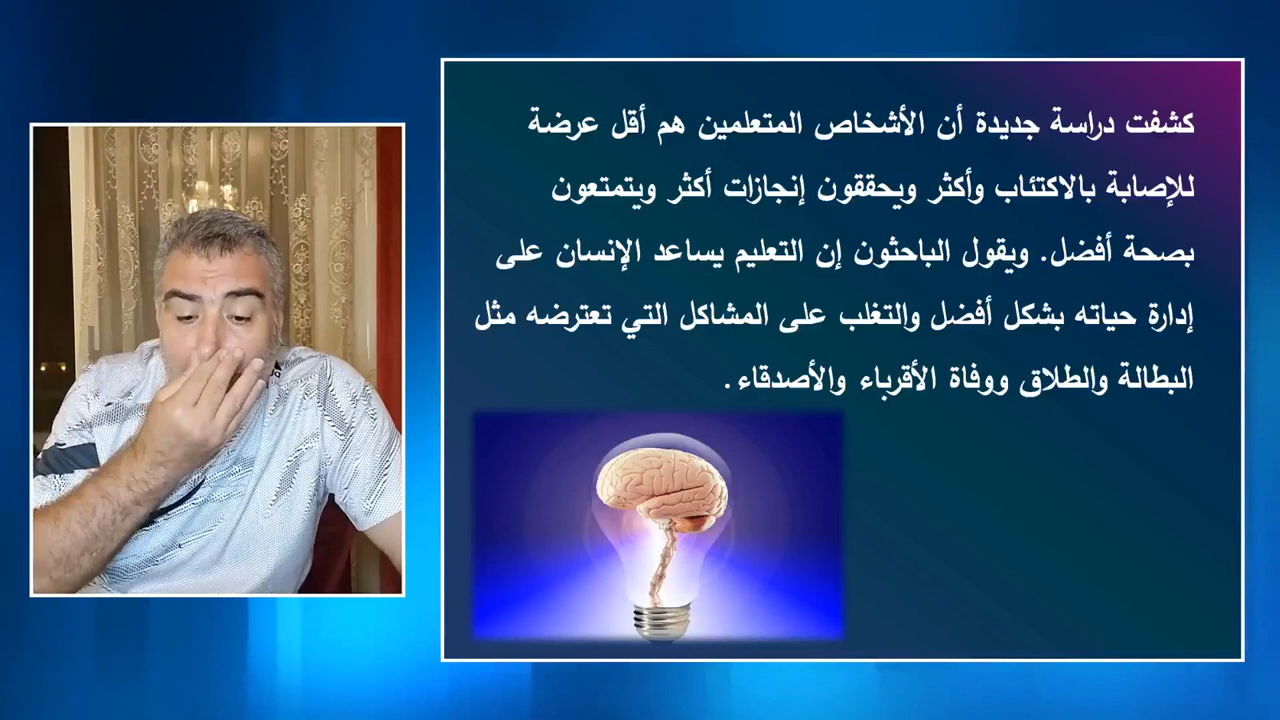 كشفت دراسة جديدة أن الأشخاص المتعلمين هم أقل عرضة
للإصابة بالاكتئاب وأكثر ويحققون إنجازات أكثر ويتمتعون
بصحة أفضل. ويقول الباحثون إن التعليم يساعد الإنسان على
إدارة حياته بشكل أفضل والتغلب على المشاكل التي تعترضه مثل
البطالة والطلاق ووفاة الأقرباء والأصدقاء.